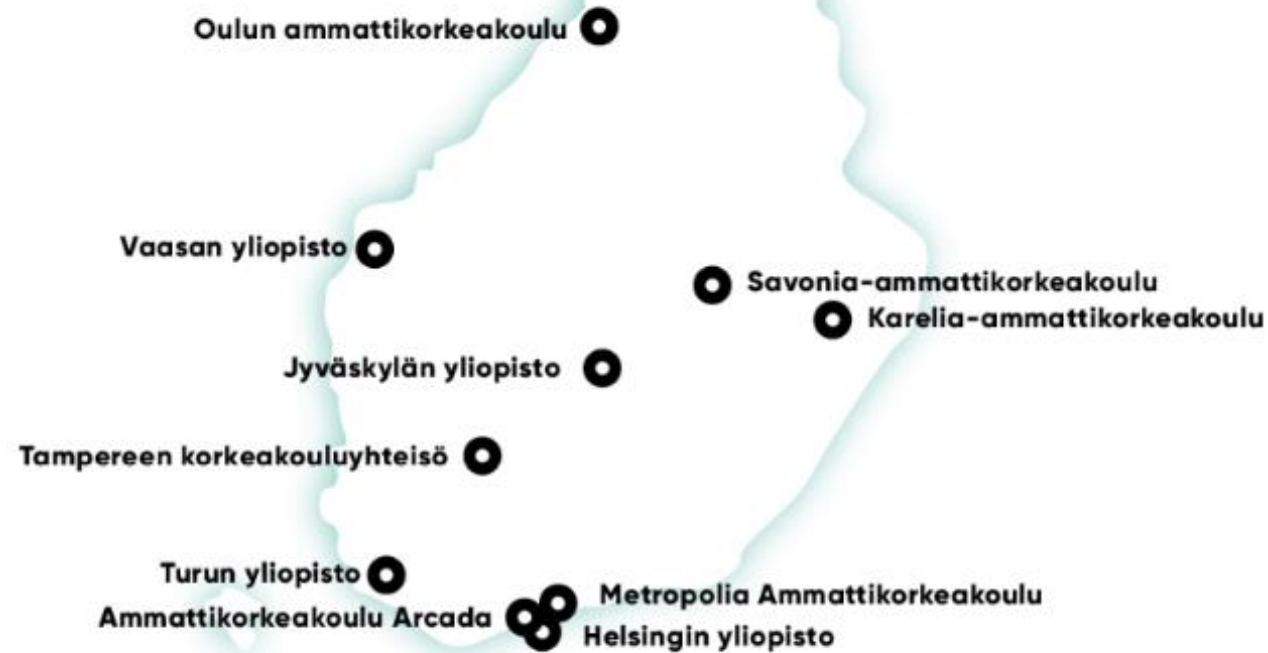 Oulun ammattikorkeakoulu
Vaasan yliopisto
Savonia-ammattikorkeakoulu
Karelia-ammattikorkeakoulu
Jyväskylän yliopisto
Tampereen korkeakouluyhteisö
Turun yliopisto
Metropolia Ammattikorkeakoulu
Ammattikorkeakoulu Arcada
Helsingin yliopisto